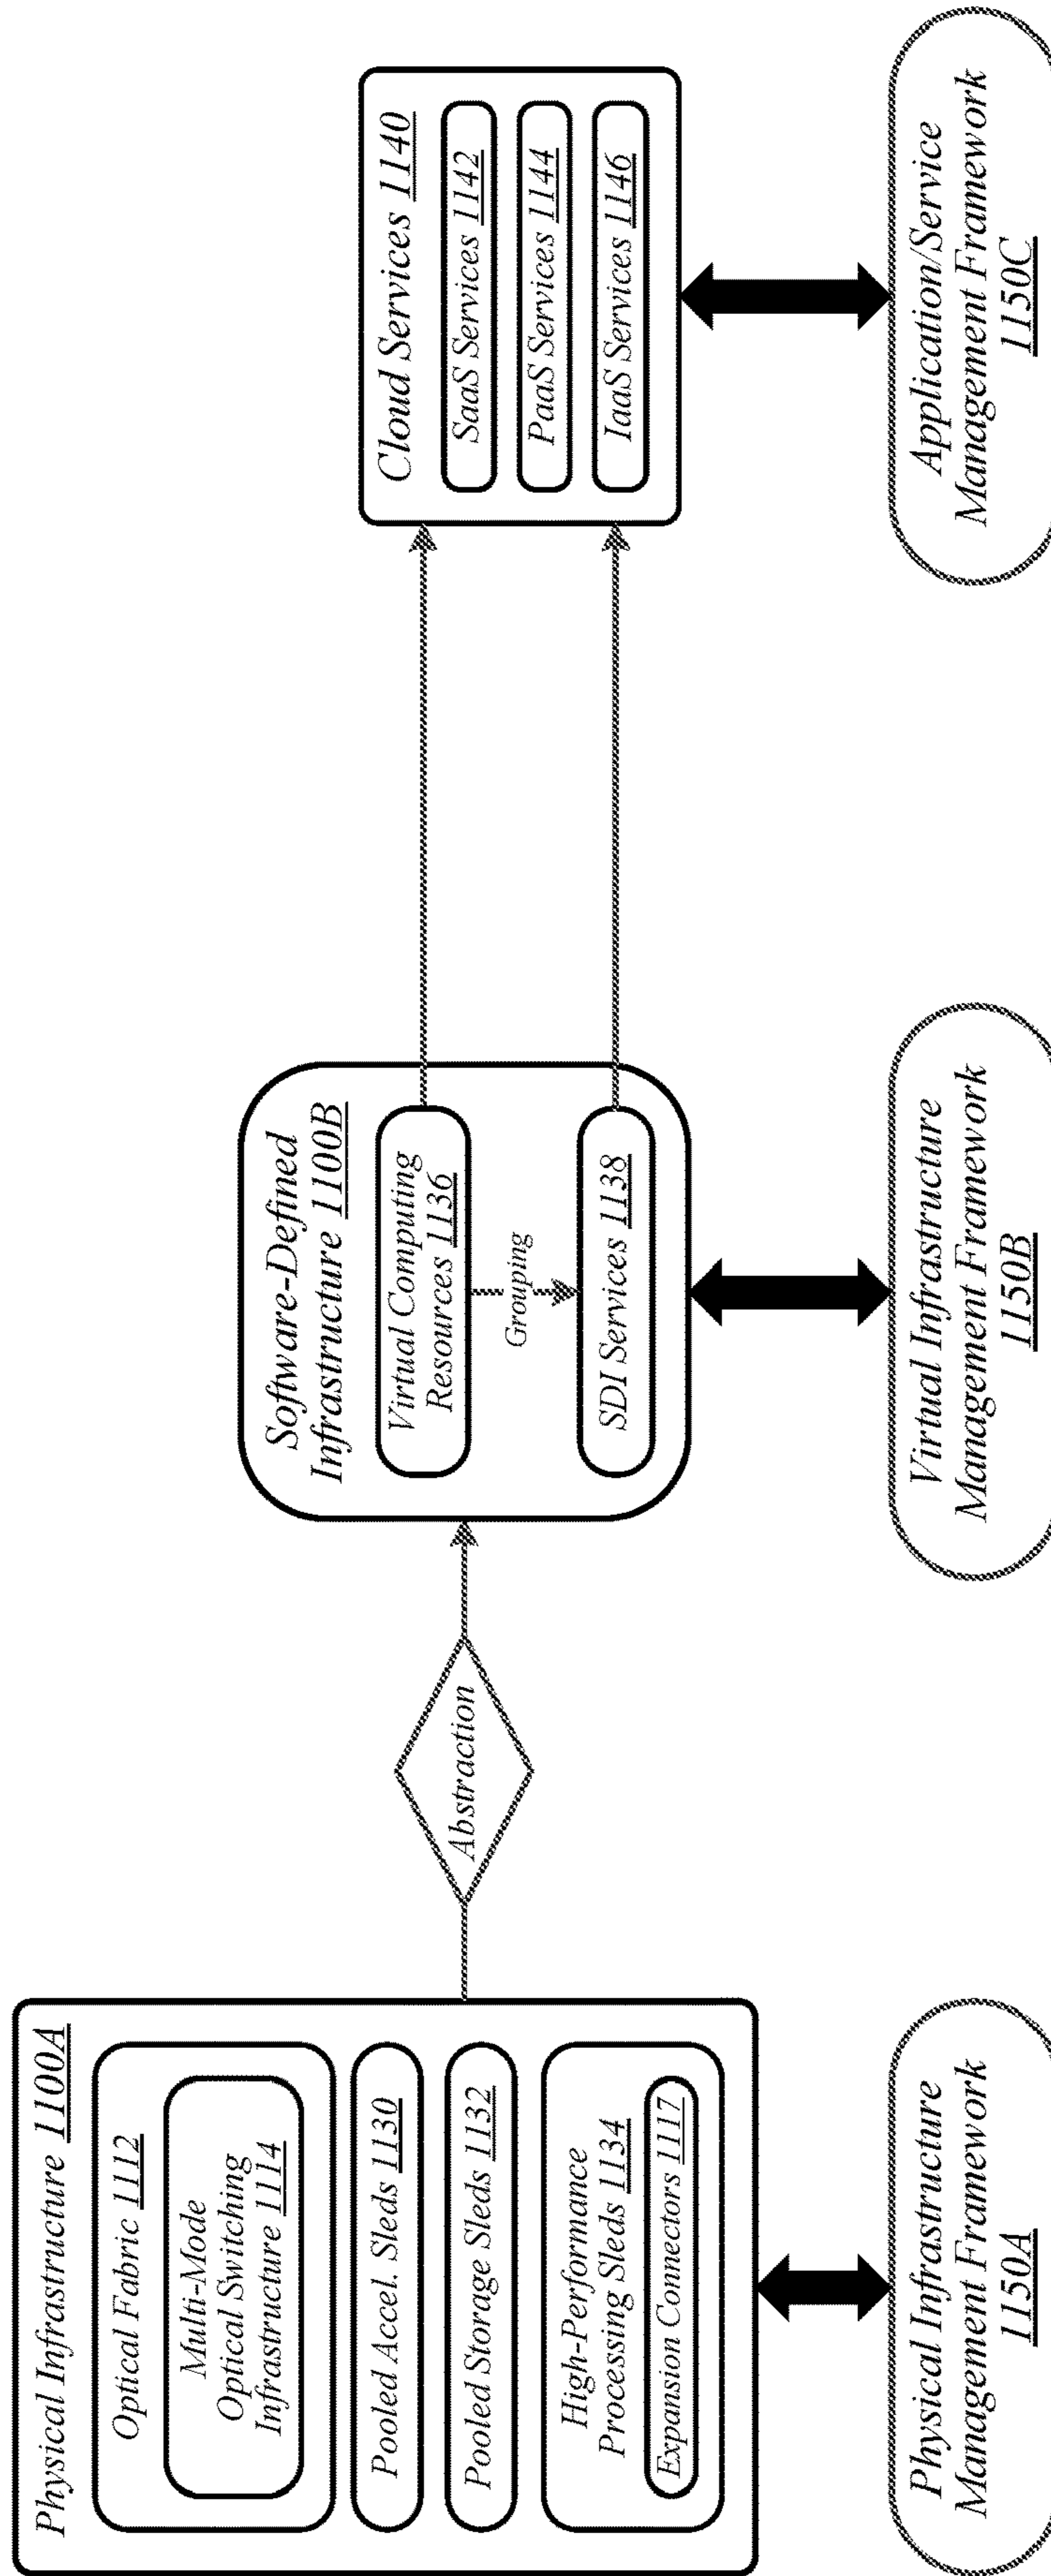 Physical Infrastructure 1100A
Optical Fabric 1112
Multi-Mode
Optical Switching
Infrastructure 1114
Pooled Accel. Sleds 1130
Pooled Storage Sleds 1132
High-Performance
Processing Sleds 1134
Expansion Connectors 1117
Physical Infrastructure
Management Framework
1150A
Abstraction
Software-Defined
Infrastructure 1100B
Virtual Computing
Resources 1136
Grouping
SDI Services 1138
Virtual Infrastructure
Management Framework
1150B
Cloud Services 1140
SaaS Services 1142
PaaS Services 1144
IaaS Services 1146
Application/Service
Management Framework
1150C